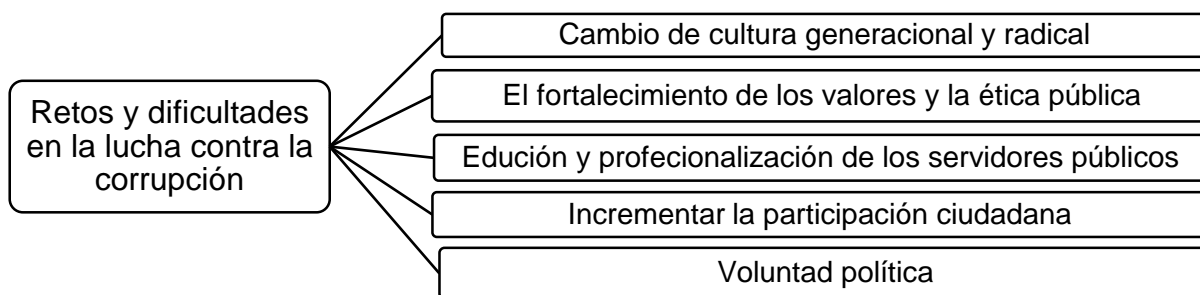 Retos y dificultades
en la lucha contra la
corrupción
Cambio de cultura generacional y radical
El fortalecimiento de los valores y la ética pública
Edución y profecionalización de los servidores públicos
Incrementar la participación ciudadana
Voluntad política